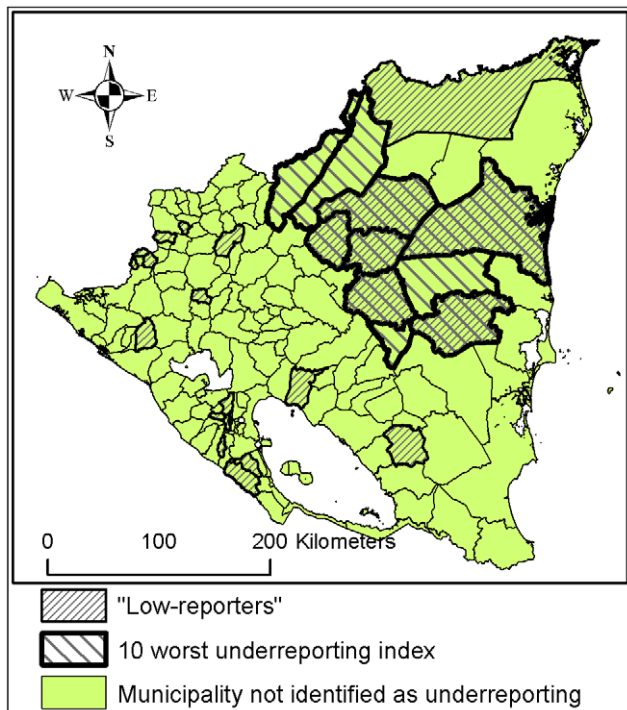 N
W E
S
0 100 200 Kilometers
"Low-reporters"
10 worst underreporting index
Municipality not identified as underreporting